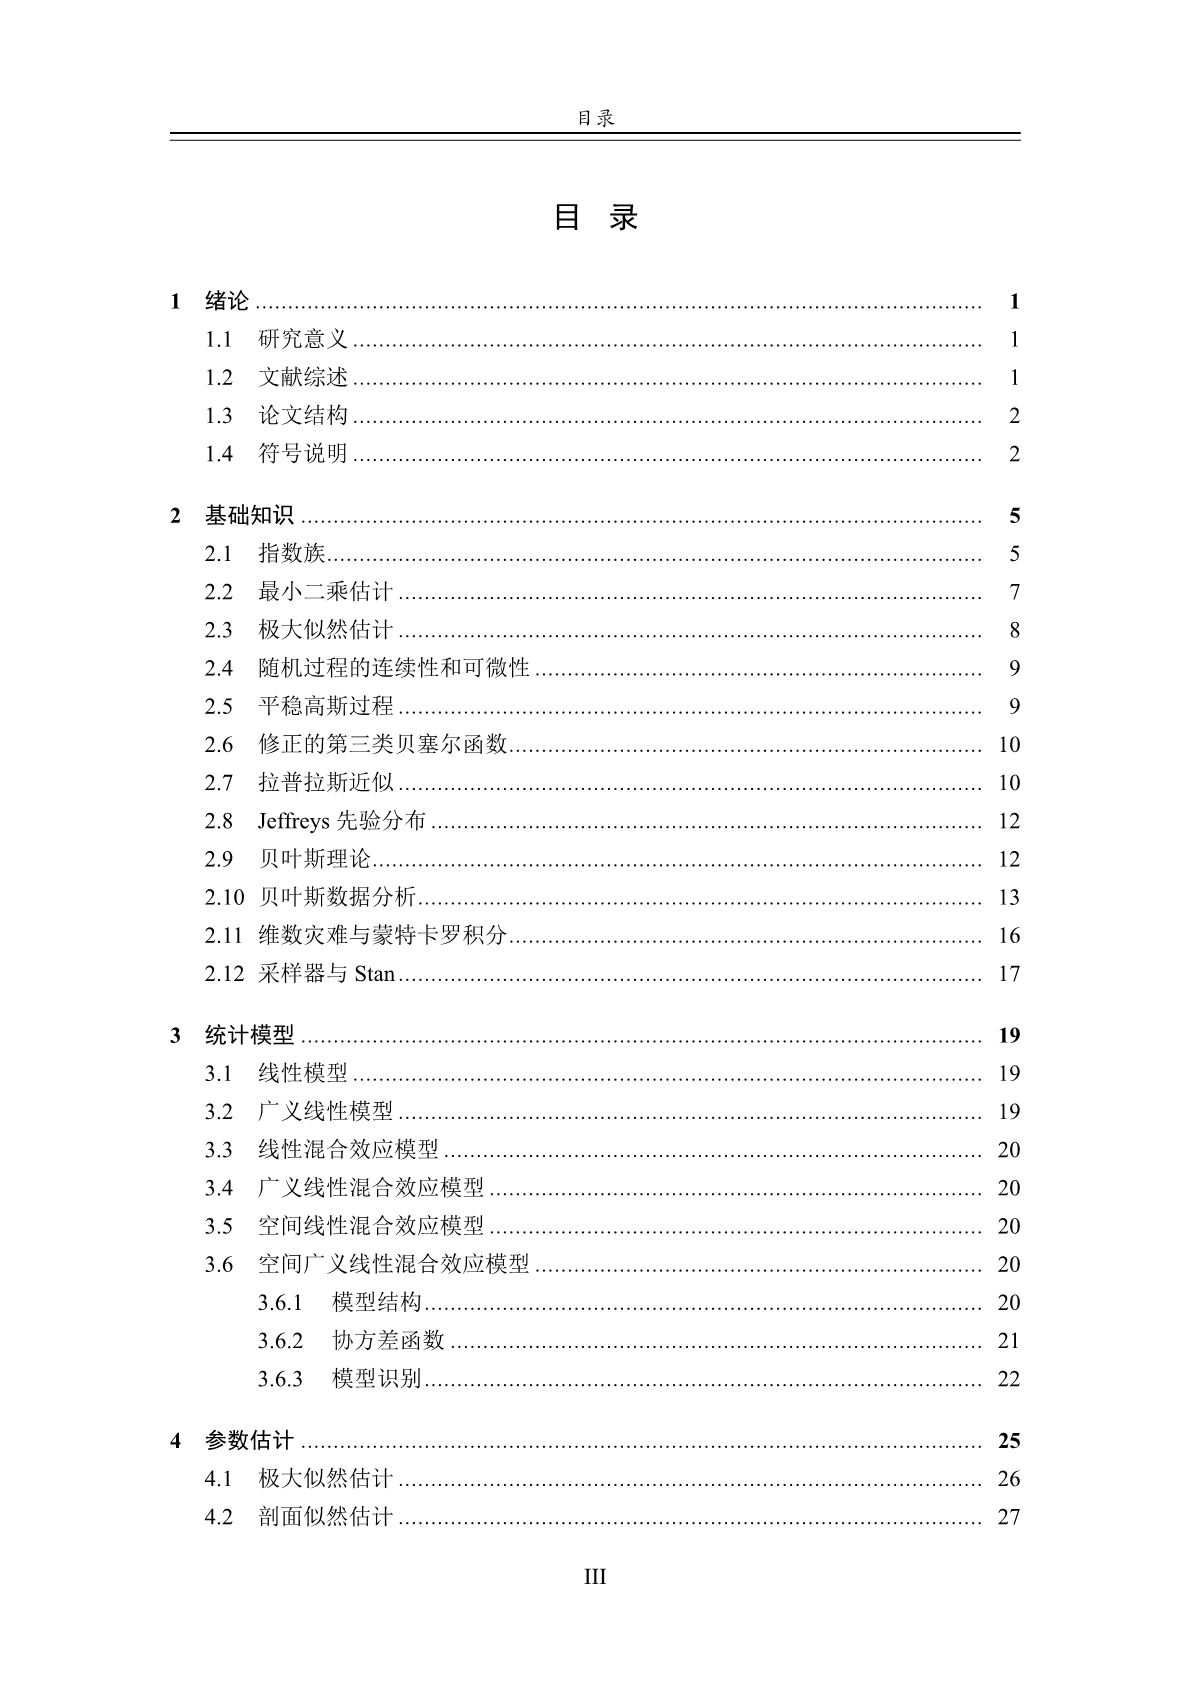 目录
目 录
1 绪论 ........ 1
1.1 研究意义 ........ 1
1.2 文献综述 ........ 1
1.3 论文结构 ........ 2
1.4 符号说明 ........ 2
2 基础知识 ........ 5
2.1 指数族 ........ 5
2.2 最小二乘估计 ........ 7
2.3 极大似然估计 ........ 8
2.4 随机过程的连续性和可微性 ........ 9
2.5 平稳高斯过程 ........ 9
2.6 修正的第三类贝塞尔函数 ........ 10
2.7 拉普拉斯近似 ........ 10
2.8 Jeffreys 先验分布 ........ 12
2.9 贝叶斯理论 ........ 12
2.10 贝叶斯数据分析 ........ 13
2.11 维数灾难与蒙特卡罗积分 ........ 16
2.12 采样器与 Stan ........ 17
3 统计模型 ........ 19
3.1 线性模型 ........ 19
3.2 广义线性模型 ........ 19
3.3 线性混合效应模型 ........ 20
3.4 广义线性混合效应模型 ........ 20
3.5 空间线性混合效应模型 ........ 20
3.6 空间广义线性混合效应模型 ........ 20
3.6.1 模型结构 ........ 20
3.6.2 协方差函数 ........ 21
3.6.3 模型识别 ........ 22
4 参数估计 ........ 25
4.1 极大似然估计 ........ 26
4.2 剖面似然估计 ........ 27
III